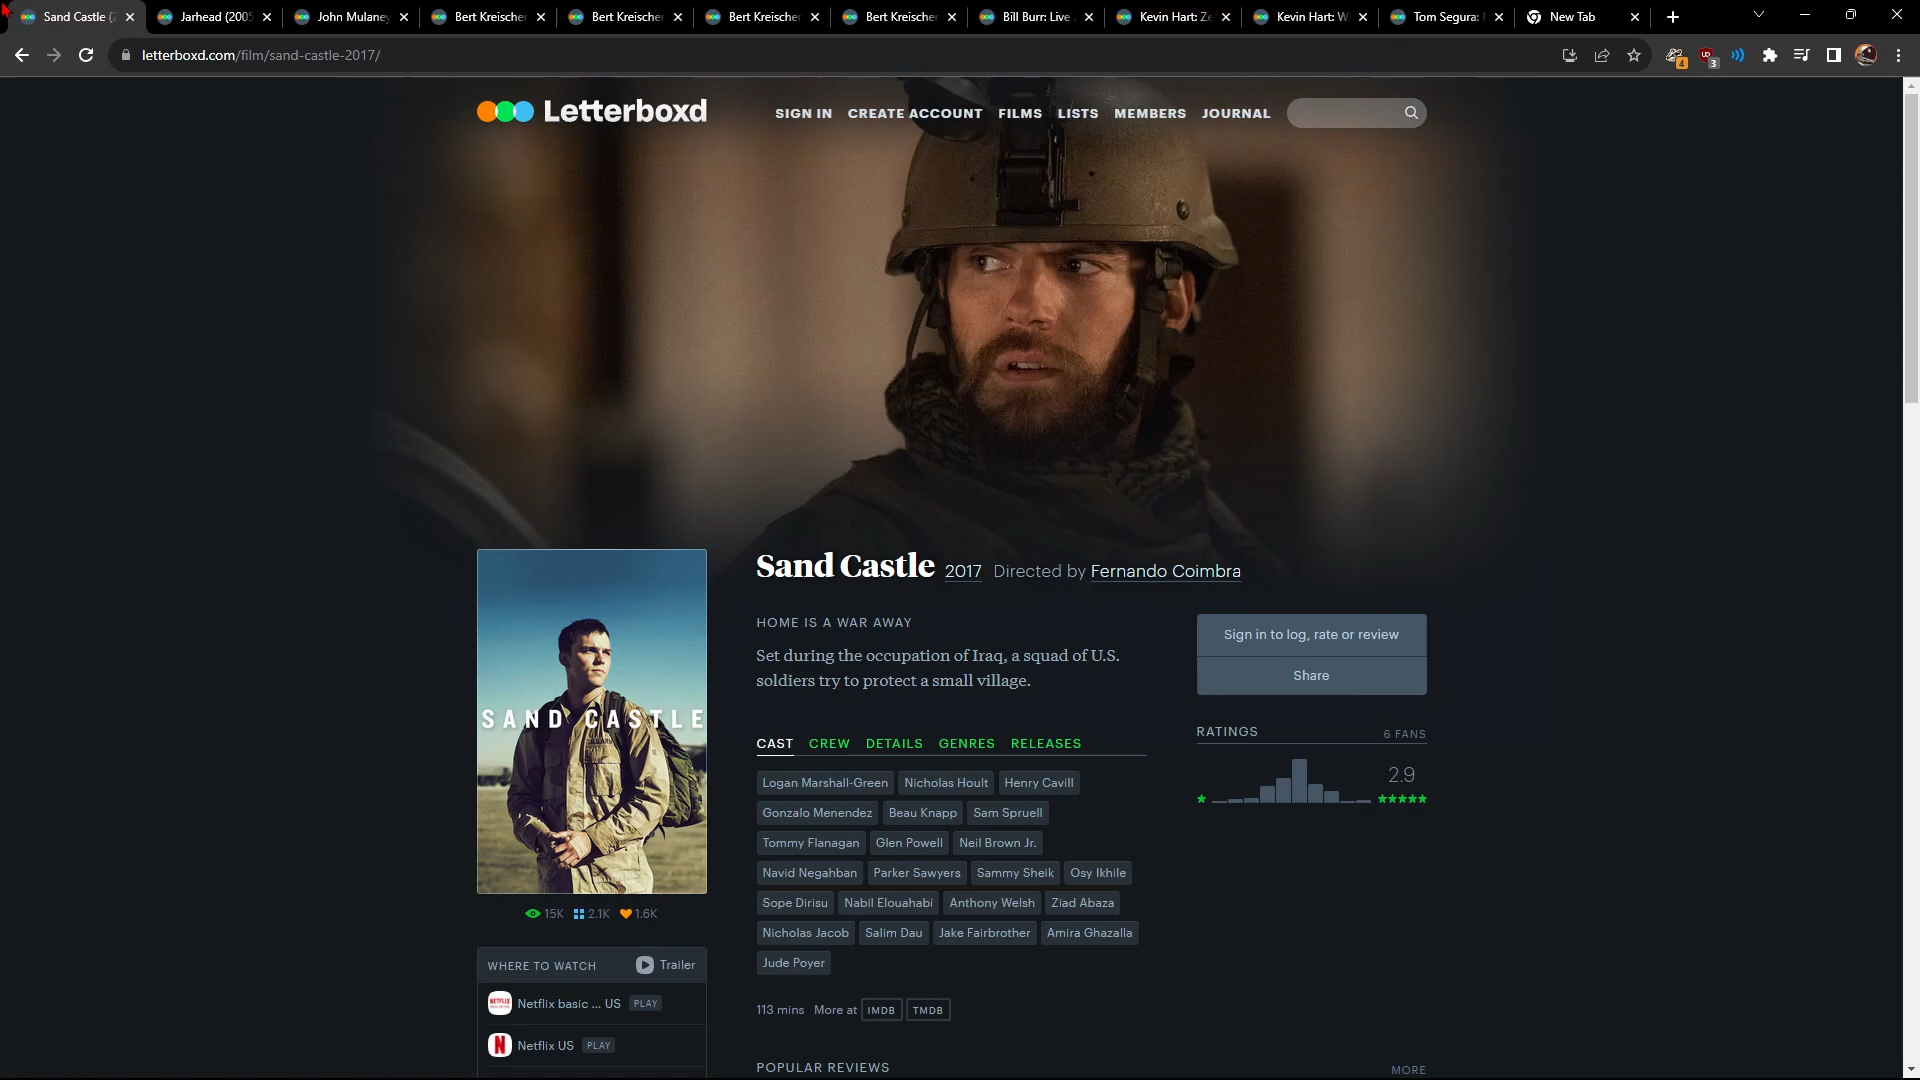 Sand Castle (2
Jarhead (2005
John Mulaney
Bert Kreischer
Bert Kreischer
Bert Kreischer
Bert Kreischer
Bill Burr: Live
Kevin Hart: Ze
Kevin Hart: W
Tom Segura:
New Tab
letterboxd.com/film/sand-castle-2017/
4
3
Letterboxd
SIGN IN CREATE ACCOUNT FILMS LISTS MEMBERS JOURNAL
Sand Castle 2017 Directed by Fernando Coimbra
SAND CASTLE
HOME IS A WAR AWAY
Set during the occupation of Iraq, a squad of U.S.
soldiers try to protect a small village.
Sign in to log, rate or review
Share
RATINGS 6 FANS
2.9
CAST CREW DETAILS GENRES RELEASES
Logan Marshall-Green Nicholas Hoult Henry Cavill
Gonzalo Menendez Beau Knapp Sam Spruell
Tommy Flanagan Glen Powell Neil Brown Jr.
Navid Negahban Parker Sawyers Sammy Sheik Osy Ikhile
Sope Dirisu Nabil Elouahabi Anthony Welsh Ziad Abaza
Nicholas Jacob Salim Dau Jake Fairbrother Amira Ghazalla
Jude Poyer
113 mins More at IMDB TMDB
15K 2.1K 1.6K
WHERE TO WATCH Trailer
Netflix basic ... US PLAY
Netflix US PLAY
POPULAR REVIEWS MORE